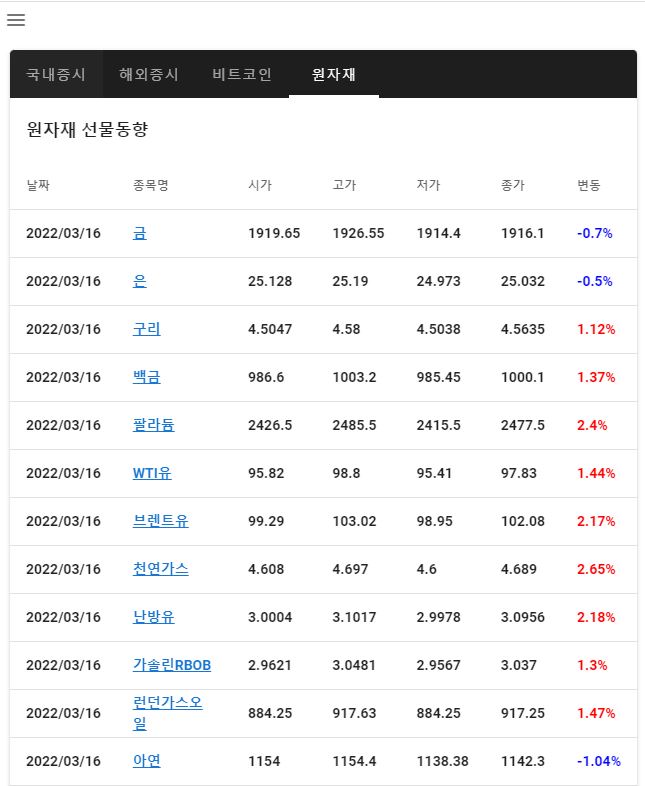 국내증시 해외증시 비트코인 원자재
원자재 선물동향
날짜 종목명 시가 고가 저가 종가 변동
2022/03/16 금 1919.65 1926.55 1914.4 1916.1 -0.7%
2022/03/16 은 25.128 25.19 24.973 25.032 -0.5%
2022/03/16 구리 4.5047 4.58 4.5038 4.5635 1.12%
2022/03/16 백금 986.6 1003.2 985.45 1000.1 1.37%
2022/03/16 팔라듐 2426.5 2485.5 2415.5 2477.5 2.4%
2022/03/16 WTI유 95.82 98.8 95.41 97.83 1.44%
2022/03/16 브렌트유 99.29 103.02 98.95 102.08 2.17%
2022/03/16 천연가스 4.608 4.697 4.6 4.689 2.65%
2022/03/16 난방유 3.0004 3.1017 2.9978 3.0956 2.18%
2022/03/16 가솔린RBOB 2.9621 3.0481 2.9567 3.037 1.3%
2022/03/16 런던가스오 884.25 917.63 884.25 917.25 1.47%
일
2022/03/16 아연 1154 1154.4 1138.38 1142.3 -1.04%